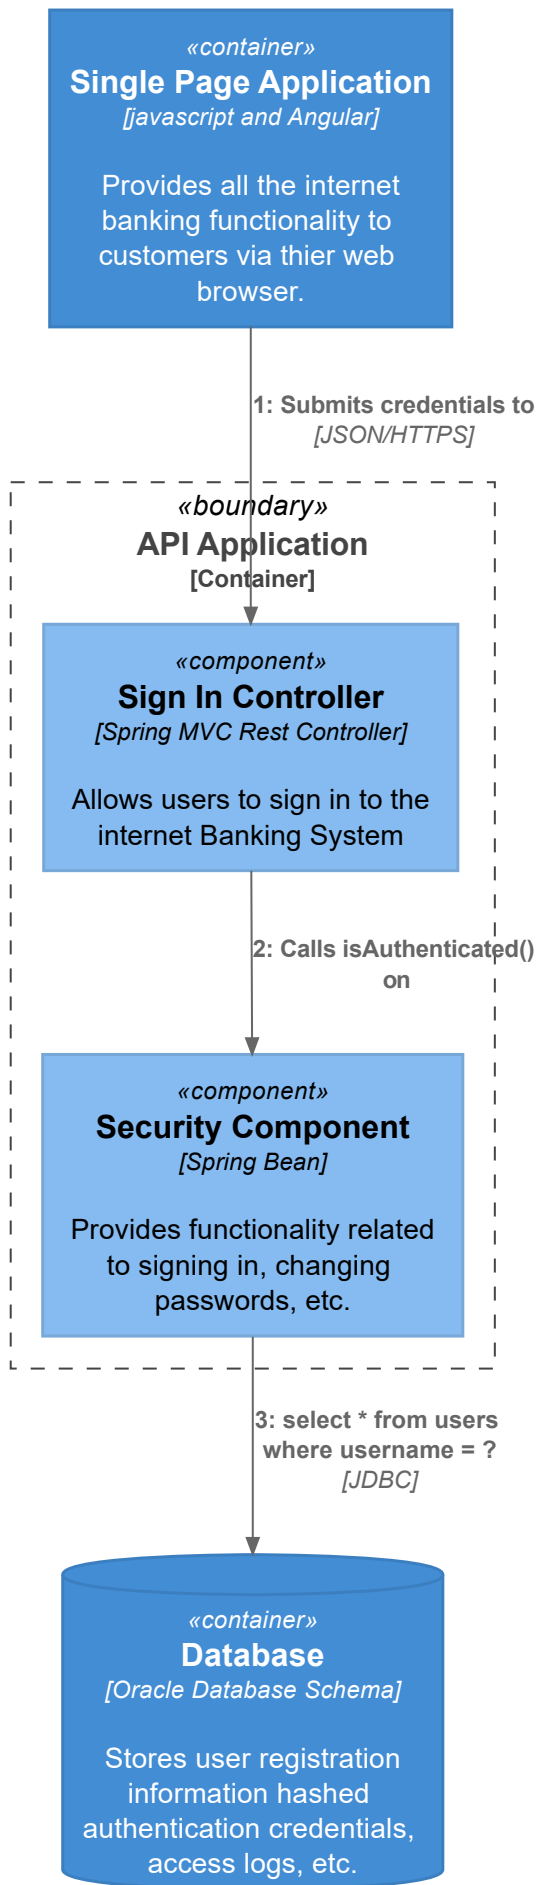 «container»
Single Page Application
[javascript and Angular]
Provides all the internet
banking functionality to
customers via thier web
browser.
1: Submits credentials to
[JSON/HTTPS]
«boundary»
API Application
[Container]
«component»
Sign In Controller
[Spring MVC Rest Controller]
Allows users to sign in to the
internet Banking System
2: Calls isAuthenticated()
on
«component»
Security Component
[Spring Bean]
Provides functionality related
to signing in, changing
passwords, etc.
3: select * from users
where username = ?
[JDBC]
«container»
Database
[Oracle Database Schema]
Stores user registration
information hashed
authentication credentials,
access logs, etc.